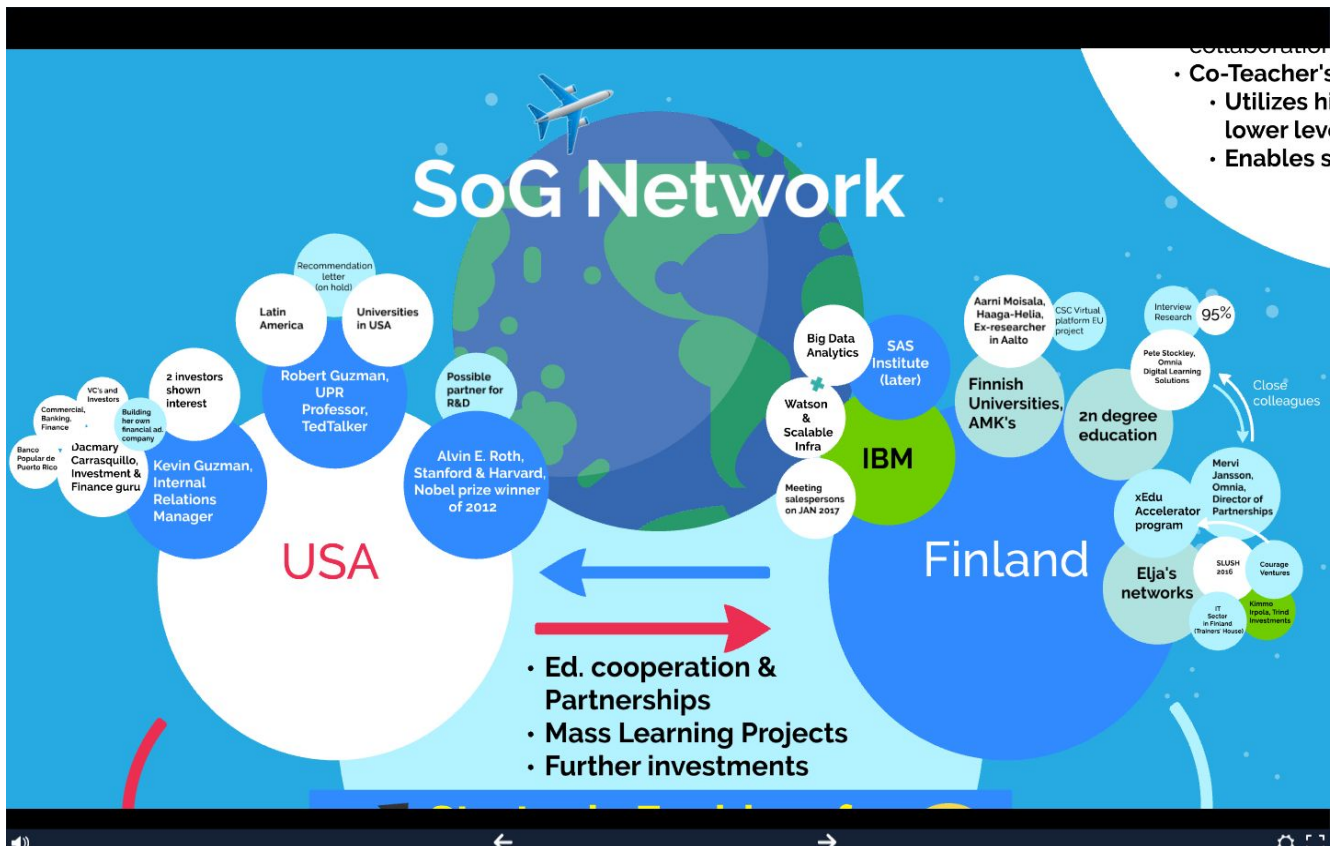 collaboration
• Co-Teacher's
• Utilizes hi
lower leve
• Enables s
SoG Network
Recommendation
letter
(on hold)
Latin
America
Universities
in USA
2 investors
shown
interest
Robert Guzman,
UPR
Professor,
TedTalker
Possible
partner for
R&D
VC's and
Investors
Commercial,
Banking,
Finance
Building
her own
financial ad.
company
Banco
Popular de
Puerto Rico
Dacmary
Carrasquillo,
Investment &
Finance guru
Kevin Guzman,
Internal
Relations
Manager
Alvin E. Roth,
Stanford & Harvard,
Nobel prize winner
of 2012
USA
Big Data
Analytics
SAS
Institute
(later)
Watson
&
Scalable
Infra
IBM
Meeting
salespersons
on JAN 2017
Aarni Moisala,
Haaga-Helia,
Ex-researcher
in Aalto
CSC Virtual
platform EU
project
Finnish
Universities,
AMK's
Interview
Research
95%
Pete Stockley,
Omnia
Digital Learning
Solutions
Close
colleagues
2n degree
education
Mervi
Jansson,
Omnia,
Director of
Partnerships
xEdu
Accelerator
program
Finland
Elja's
networks
SLUSH
2016
Courage
Ventures
IT
Sector
in Finland
(Trainers' House)
Kimmo
Irpola, Trind
Investments
• Ed. cooperation &
Partnerships
• Mass Learning Projects
• Further investments